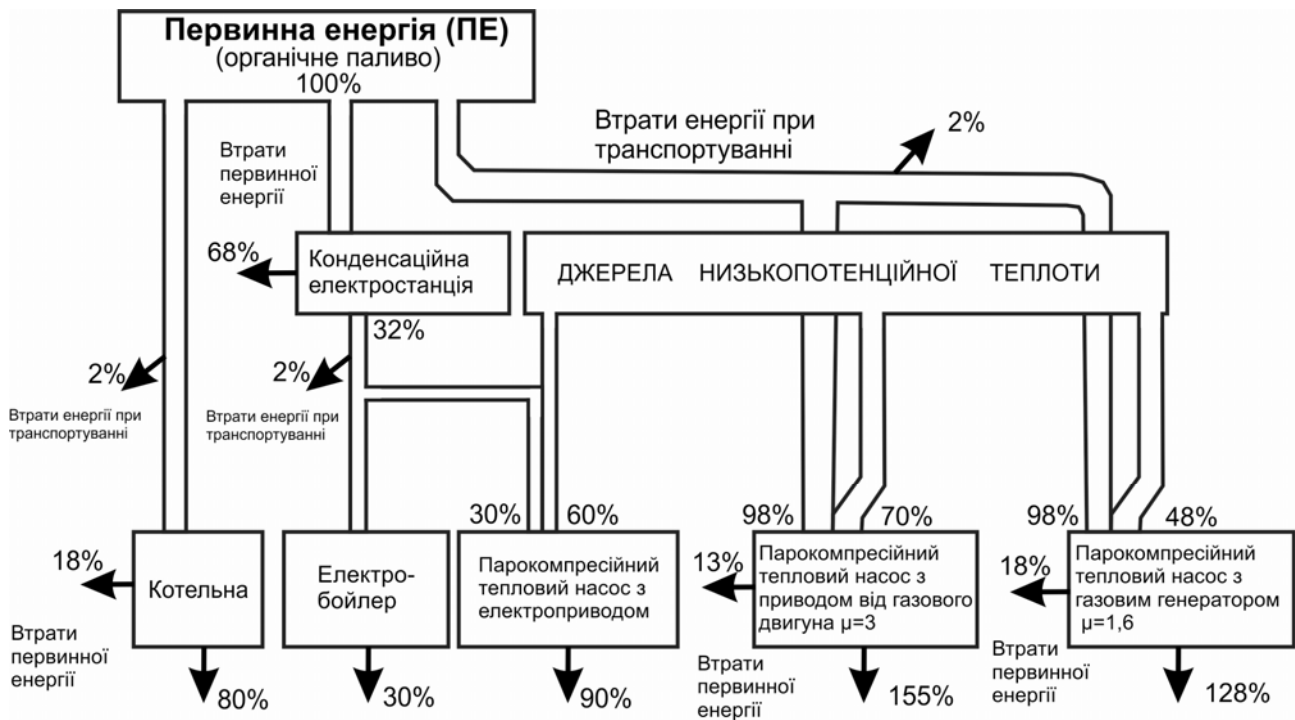 Первинна енергія (ПЕ)
(органічне паливо)
100%
Втрати енергії при
транспортуванні
2%
Втрати
первинної
енергії
68%
Конденсаційна
електростанція
ДЖЕРЕЛА НИЗЬКОПОТЕНЦІЙНОЇ ТЕПЛОТИ
32%
2%
Втрати енергії при
транспортуванні
2%
Втрати енергії при
транспортуванні
30%
60%
98%
70%
98%
48%
18%
Котельна
Електро-
бойлер
Парокомпресійний
тепловий насос з
електроприводом
13%
Парокомпресійний
тепловий насос з
приводом від газового
двигуна μ=3
18%
Парокомпресійний
тепловий насос з
газовим генератором
μ=1,6
Втрати
первинної
енергії
80%
30%
90%
Втрати
первинної
енергії
155%
Втрати
первинної
енергії
128%